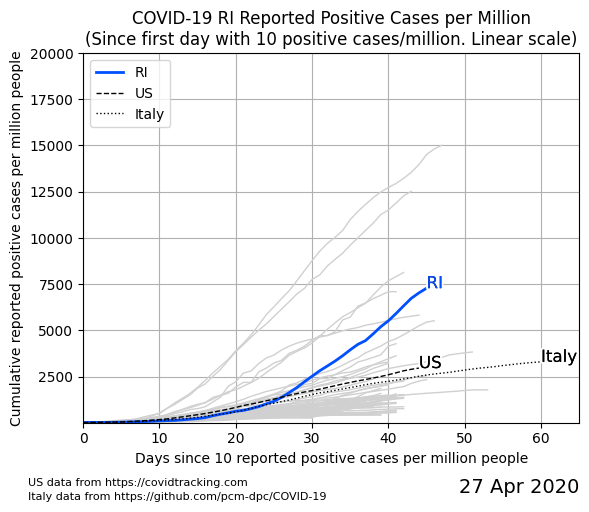 COVID-19 RI Reported Positive Cases per Million
(Since first day with 10 positive cases/million. Linear scale)
Cumulative reported positive cases per million people
20000
17500
15000
12500
10000
7500
5000
2500
RI
US
Italy
RI
US
Italy
0
10
20
30
40
50
60
Days since 10 reported positive cases per million people
US data from https://covidtracking.com
Italy data from https://github.com/pcm-dpc/COVID-19
27 Apr 2020